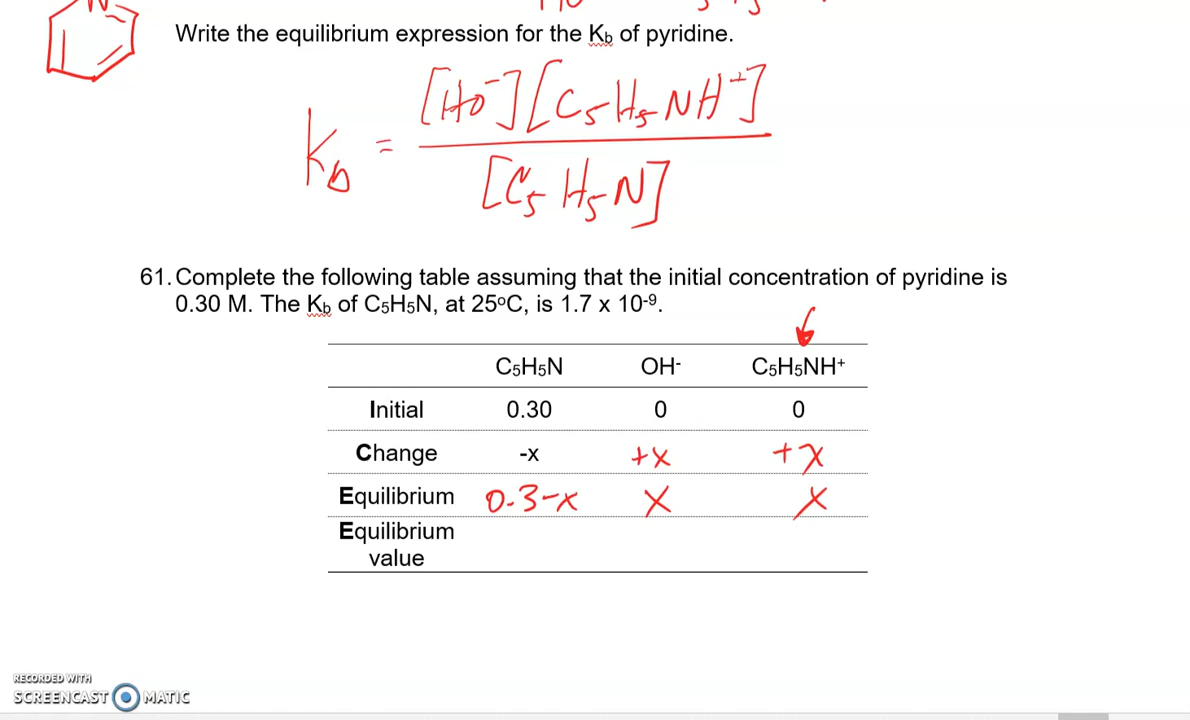 N
Write the equilibrium expression for the Kb of pyridine.
Kb = [HO⁻][C₅H₅NH⁺]
[C₅H₅N]
61. Complete the following table assuming that the initial concentration of pyridine is
0.30 M. The Kb of C5H5N, at 25ºC, is 1.7 x 10-9.
C5H5N OH- C5H5NH+
Initial 0.30 0 0
Change -x +x +x
Equilibrium 0.3-x x x
Equilibrium
value
RECORDED WITH
SCREENCAST MATIC